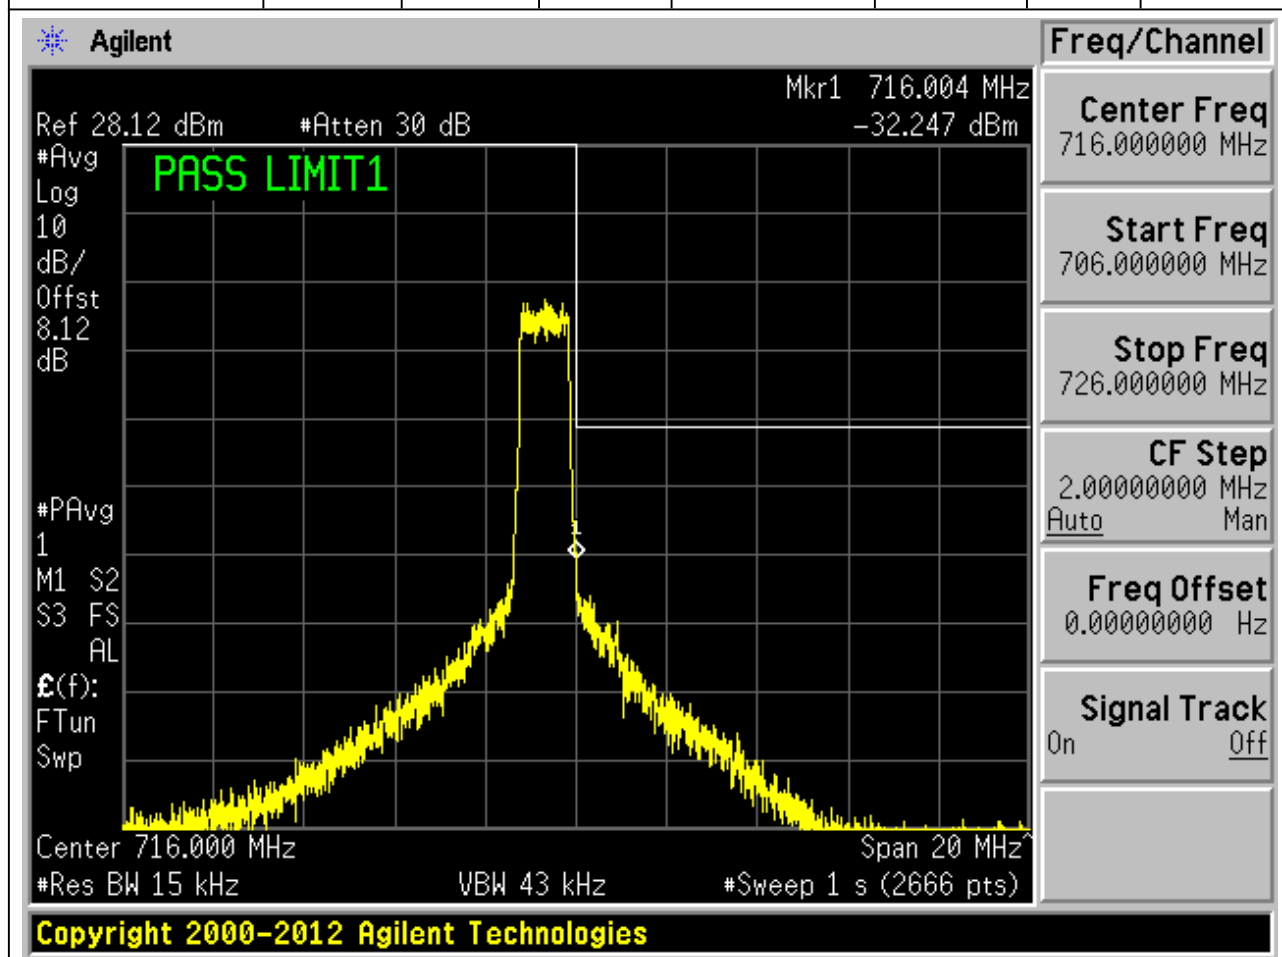 Agilent
Freq/Channel
Mkr1 716.004 MHz
Ref 28.12 dBm #Atten 30 dB -32.247 dBm
#Avg
Log
10
dB/
Offst
8.12
dB
PASS LIMIT1
#PAvg
1
M1 S2
S3 FS
AL
£(f):
FTun
Swp
1
Center 716.000 MHz Span 20 MHz^
#Res BW 15 kHz VBW 43 kHz #Sweep 1 s (2666 pts)
Center Freq
716.000000 MHz
Start Freq
706.000000 MHz
Stop Freq
726.000000 MHz
CF Step
2.00000000 MHz
Auto Man
Freq Offset
0.00000000 Hz
Signal Track
On Off
Copyright 2000-2012 Agilent Technologies